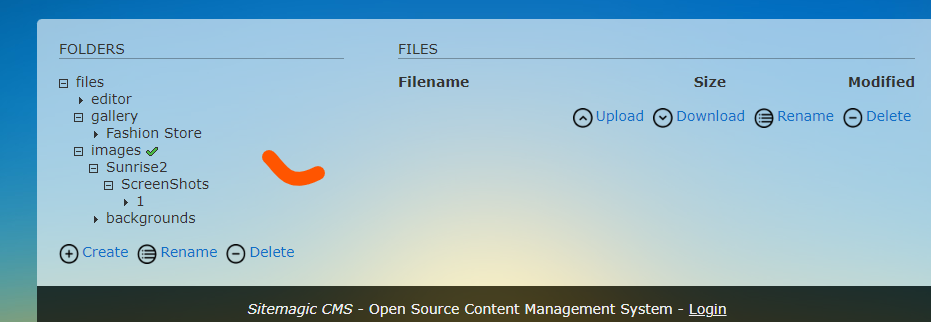 FOLDERS
files
editor
gallery
Fashion Store
images
Sunrise2
ScreenShots
1
backgrounds
Create Rename Delete
FILES
Filename Size Modified
Upload Download Rename Delete
Sitemagic CMS - Open Source Content Management System - Login